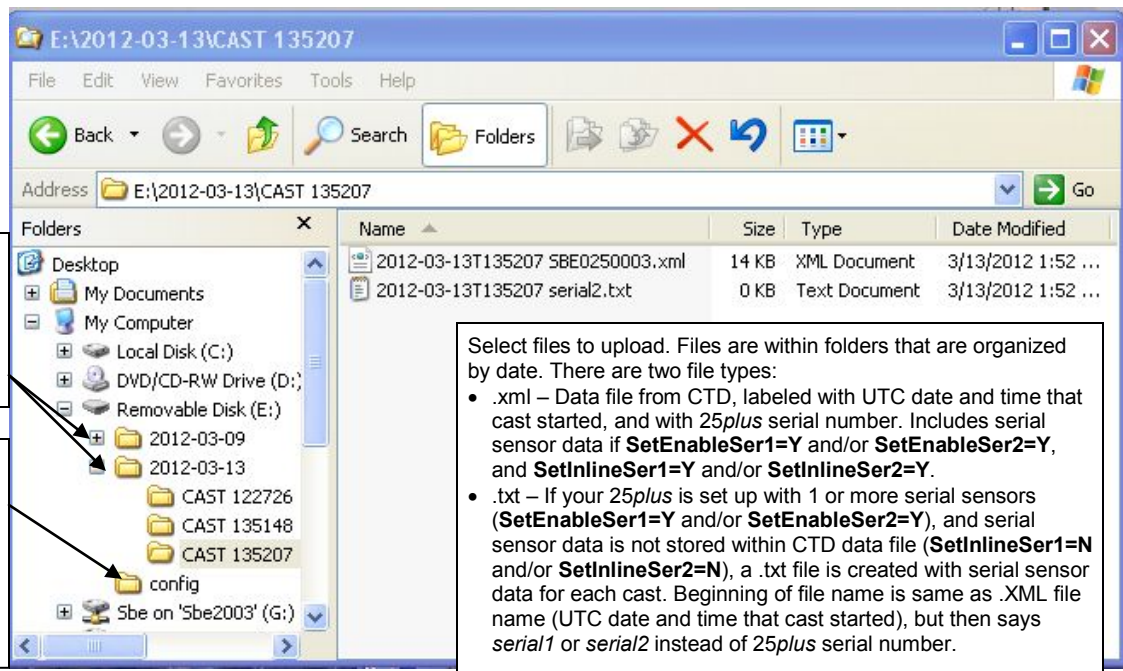 E:\2012-03-13\CAST 135207
File Edit View Favorites Tools Help
Back Search Folders
Address E:\2012-03-13\CAST 135207 Go
Folders x Name Size Type Date Modified
Desktop
My Documents
My Computer
Local Disk (C:)
DVD/CD-RW Drive (D:)
Removable Disk (E:)
2012-03-09
2012-03-13
CAST 122726
CAST 135148
CAST 135207
config
Sbe on 'Sbe2003' (G:)
2012-03-13T135207 SBE0250003.xml 14 KB XML Document 3/13/2012 1:52 ...
2012-03-13T135207 serial2.txt 0 KB Text Document 3/13/2012 1:52 ...
Select files to upload. Files are within folders that are organized
by date. There are two file types:
• .xml – Data file from CTD, labeled with UTC date and time that
cast started, and with 25plus serial number. Includes serial
sensor data if SetEnableSer1=Y and/or SetEnableSer2=Y,
and SetInlineSer1=Y and/or SetInlineSer2=Y.
• .txt – If your 25plus is set up with 1 or more serial sensors
(SetEnableSer1=Y and/or SetEnableSer2=Y), and serial
sensor data is not stored within CTD data file (SetInlineSer1=N
and/or SetInlineSer2=N), a .txt file is created with serial sensor
data for each cast. Beginning of file name is same as .XML file
name (UTC date and time that cast started), but then says
serial1 or serial2 instead of 25plus serial number.